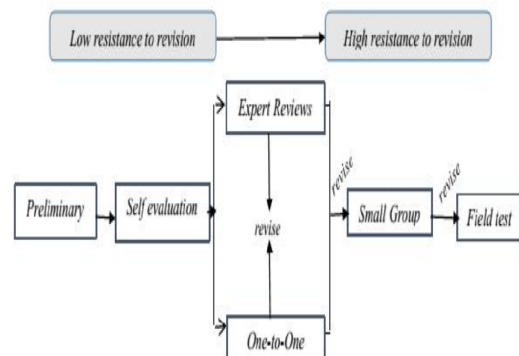 Low resistance to revision
High resistance to revision
Expert Reviews
Preliminary
Self evaluation
revise
revise
Small Group
revise
Field test
One-to-One